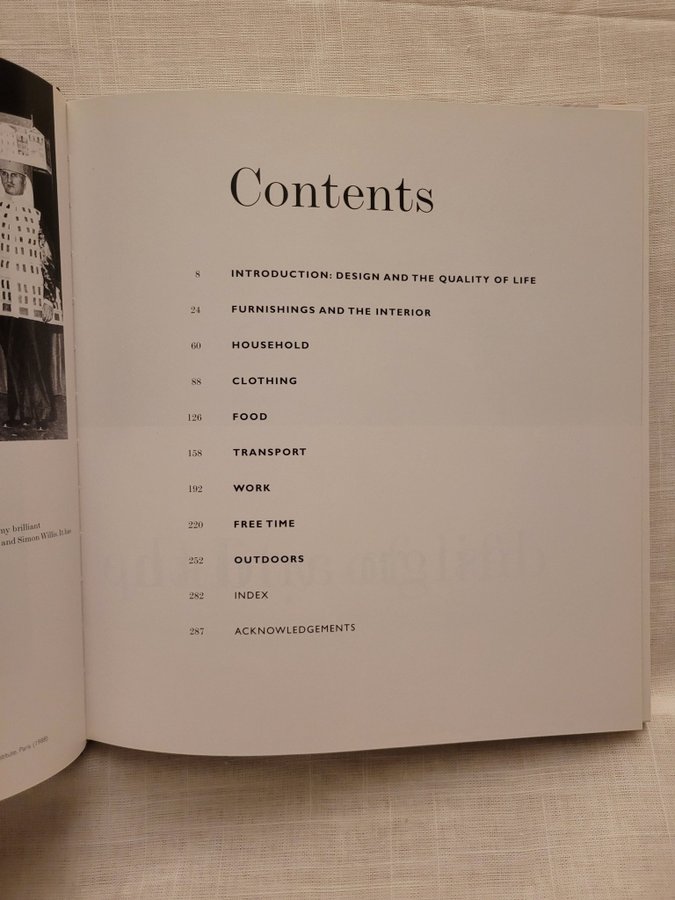 Contents
8 INTRODUCTION: DESIGN AND THE QUALITY OF LIFE
24 FURNISHINGS AND THE INTERIOR
60 HOUSEHOLD
88 CLOTHING
126 FOOD
158 TRANSPORT
192 WORK
220 FREE TIME
252 OUTDOORS
282 INDEX
287 ACKNOWLEDGEMENTS
my brilliant
and Simon Willis. It has
Paris (1988)